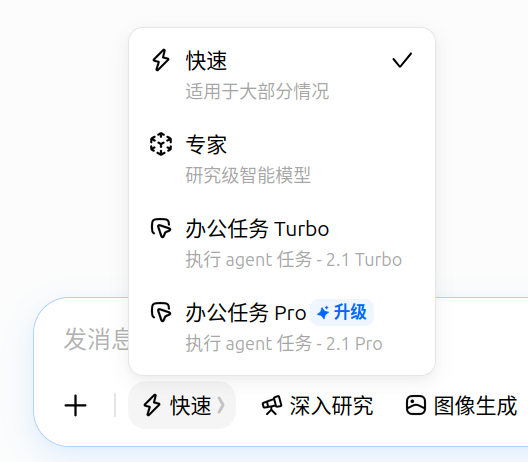 快速
适用于大部分情况
专家
研究级智能模型
办公任务 Turbo
执行 agent 任务 - 2.1 Turbo
办公任务 Pro 升级
执行 agent 任务 - 2.1 Pro
发消息
快速 深入研究 图像生成